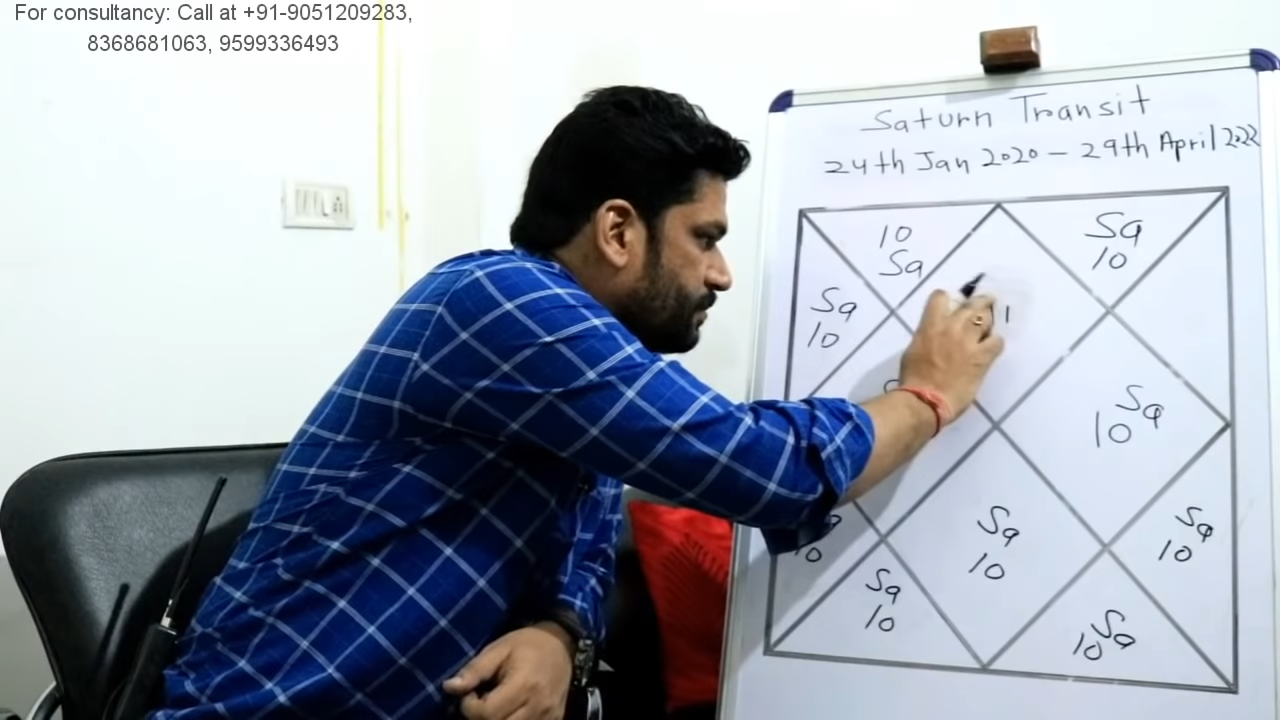 For consultancy: Call at +91-9051209283,
8368681063, 9599336493
Saturn Transit
24th Jan 2020 - 29th April 2022
10
Sa
Sa
10
Sa
10
1
Sa
10
Sa
10
Sa
10
10
Sa
10
Sa
10